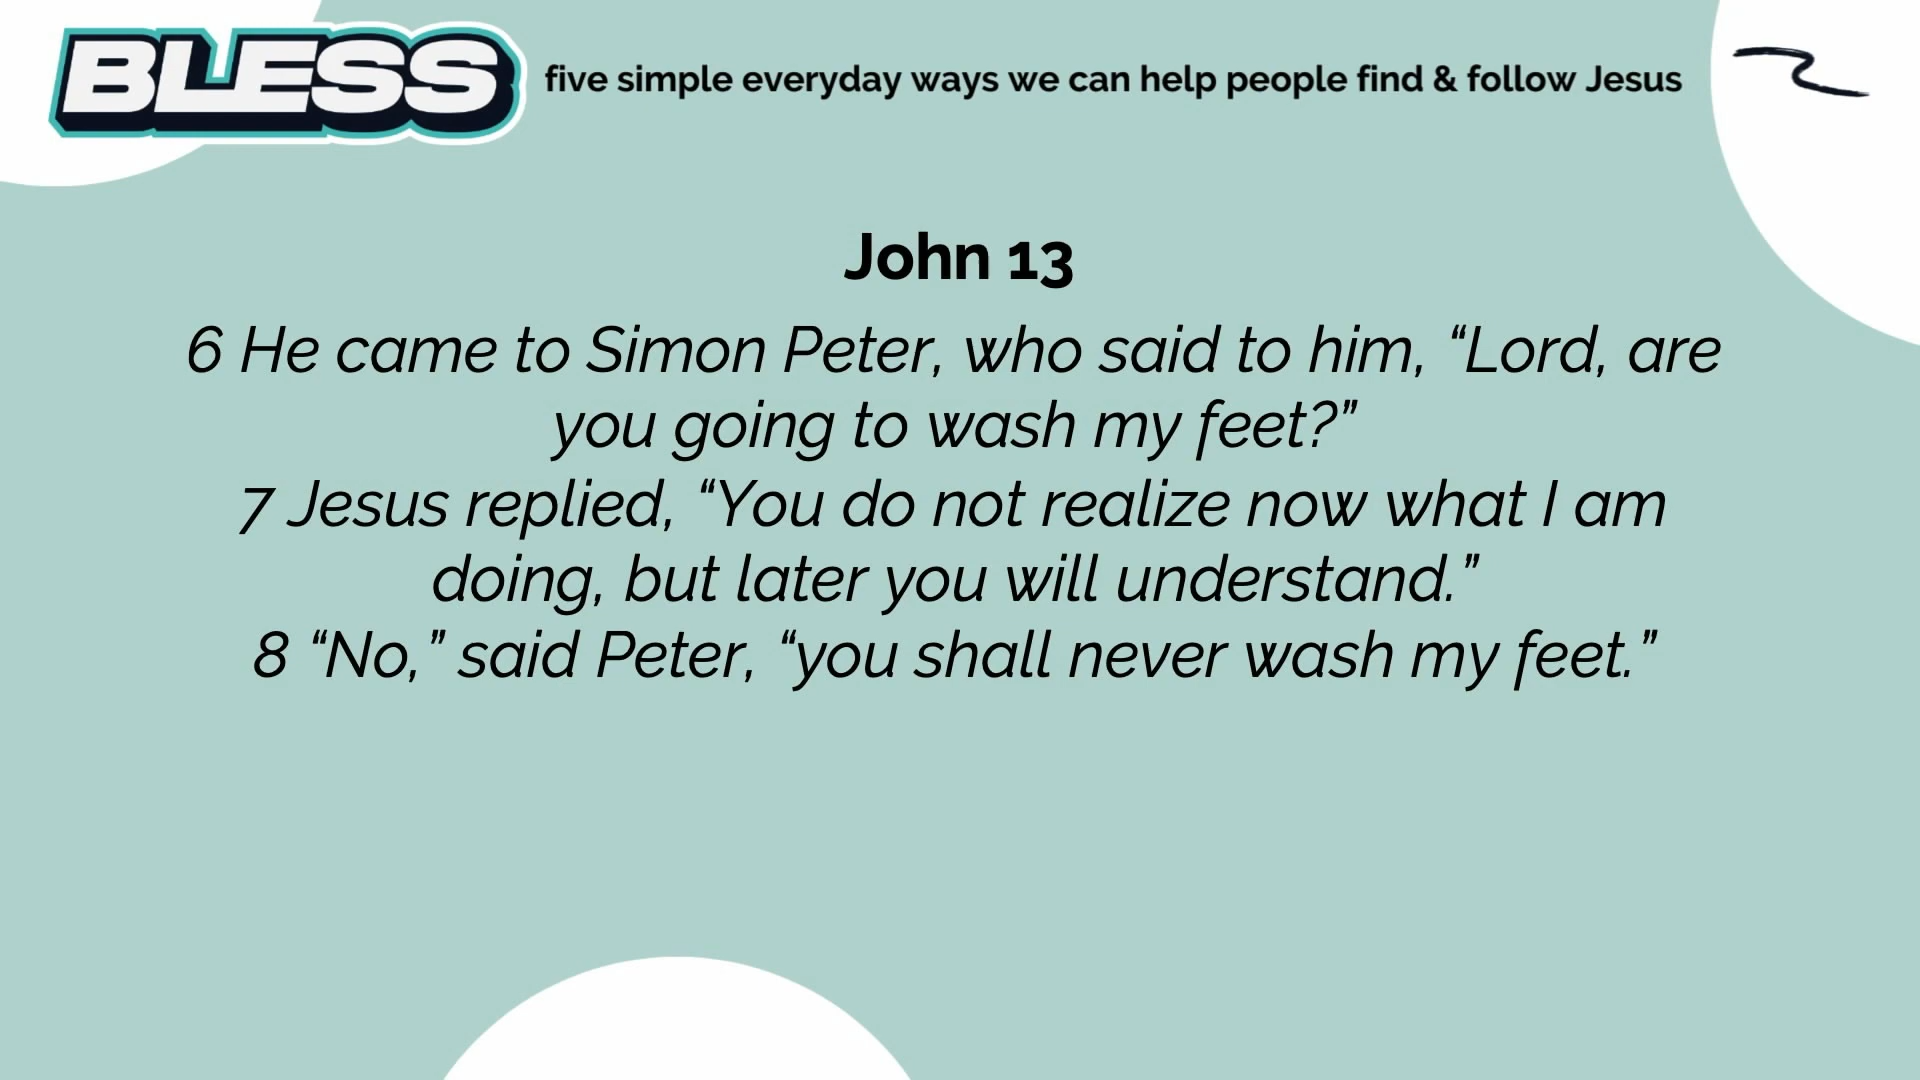 BLESS five simple everyday ways we can help people find & follow Jesus
John 13
6 He came to Simon Peter, who said to him, “Lord, are
you going to wash my feet?”
7 Jesus replied, “You do not realize now what I am
doing, but later you will understand.”
8 “No,” said Peter, “you shall never wash my feet.”